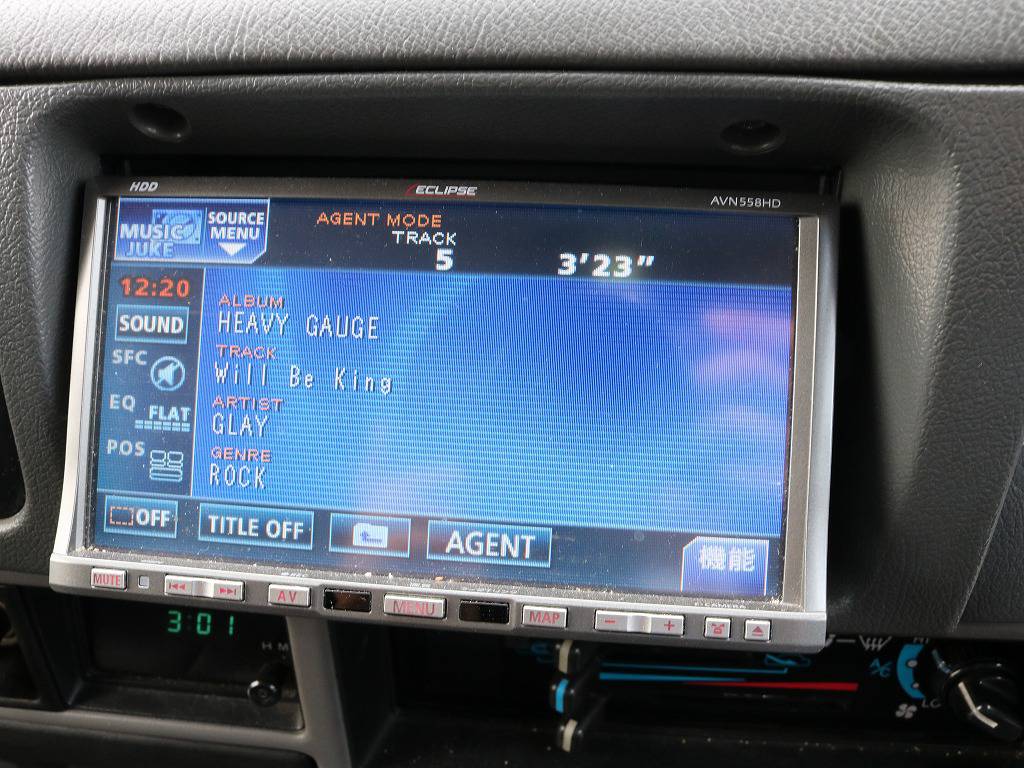 HDD
ECLIPSE
AVN558HD
MUSIC
JUKE
SOURCE
MENU
AGENT MODE
TRACK
5
3'23"
12:20
SOUND
SFC
EQ
FLAT
POS
ALBUM
HEAVY GAUGE
TRACK
Will Be King
ARTIST
GLAY
GENRE
ROCK
OFF
TITLE OFF
AGENT
機能
MUTE
AV
MENU
MAP
− +
3:01
H M
A/C
HI
LO